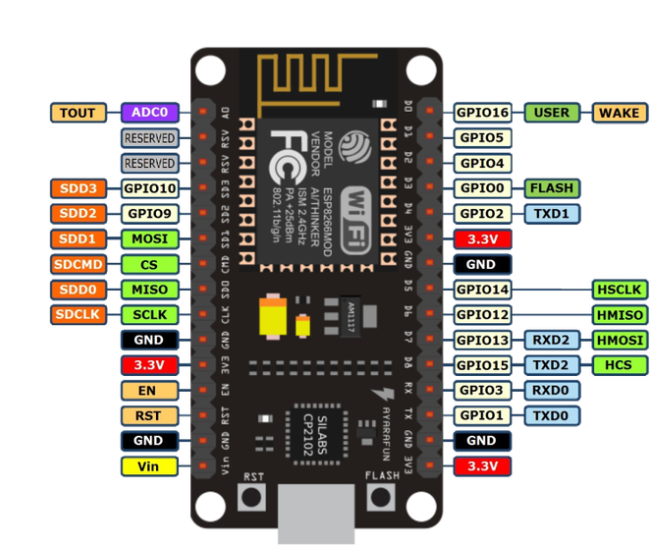 TOUT ADC0 A0 D0 GPIO16 USER WAKE
RESERVED RSV D1 GPIO5
RESERVED RSV D2 GPIO4
SDD3 GPIO10 SD3 D3 GPIO0 FLASH
SDD2 GPIO9 SD2 D4 GPIO2 TXD1
SDD1 MOSI SD1 3V3 3.3V
SDCMD CS CMD GND GND
SDD0 MISO SD0 D5 GPIO14 HSCLK
SDCLK SCLK CLK D6 GPIO12 HMISO
GND GND D7 GPIO13 RXD2 HMOSI
3.3V 3V3 D8 GPIO15 TXD2 HCS
EN EN RX GPIO3 RXD0
RST RST TX GPIO1 TXD0
GND GND GND GND
Vin Vin 3V3 3.3V
MODEL ESP8266MOD
VENDOR AI/THINKER
ISM 2.4GHz
PA +25dBm
802.11b/g/n
FC
WiFi
AM1117
SILABS
CP2102
AYARAFUN
RST
FLASH